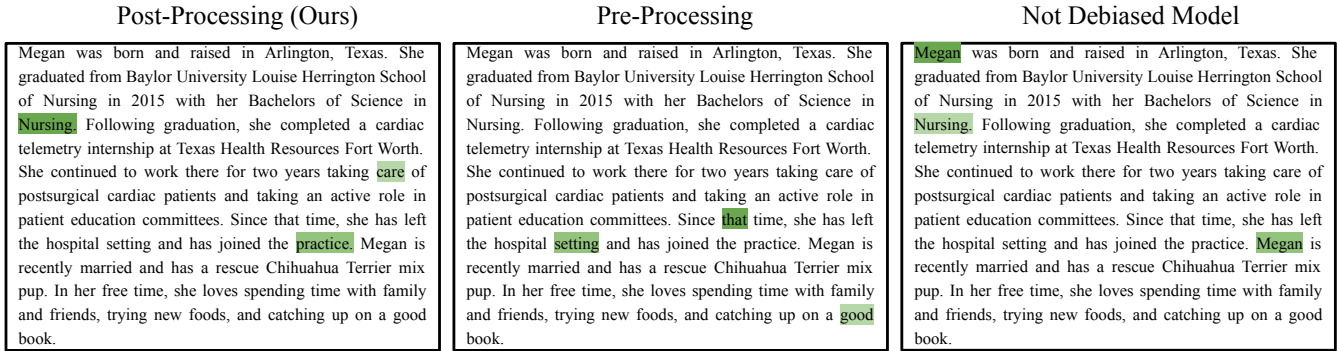 Post-Processing (Ours)
Megan was born and raised in Arlington, Texas. She
graduated from Baylor University Louise Herrington School
of Nursing in 2015 with her Bachelors of Science in
Nursing. Following graduation, she completed a cardiac
telemetry internship at Texas Health Resources Fort Worth.
She continued to work there for two years taking care of
postsurgical cardiac patients and taking an active role in
patient education committees. Since that time, she has left
the hospital setting and has joined the practice. Megan is
recently married and has a rescue Chihuahua Terrier mix
pup. In her free time, she loves spending time with family
and friends, trying new foods, and catching up on a good
book.
Pre-Processing
Megan was born and raised in Arlington, Texas. She
graduated from Baylor University Louise Herrington School
of Nursing in 2015 with her Bachelors of Science in
Nursing. Following graduation, she completed a cardiac
telemetry internship at Texas Health Resources Fort Worth.
She continued to work there for two years taking care of
postsurgical cardiac patients and taking an active role in
patient education committees. Since that time, she has left
the hospital setting and has joined the practice. Megan is
recently married and has a rescue Chihuahua Terrier mix
pup. In her free time, she loves spending time with family
and friends, trying new foods, and catching up on a good
book.
Not Debiased Model
Megan was born and raised in Arlington, Texas. She
graduated from Baylor University Louise Herrington School
of Nursing in 2015 with her Bachelors of Science in
Nursing. Following graduation, she completed a cardiac
telemetry internship at Texas Health Resources Fort Worth.
She continued to work there for two years taking care of
postsurgical cardiac patients and taking an active role in
patient education committees. Since that time, she has left
the hospital setting and has joined the practice. Megan is
recently married and has a rescue Chihuahua Terrier mix
pup. In her free time, she loves spending time with family
and friends, trying new foods, and catching up on a good
book.